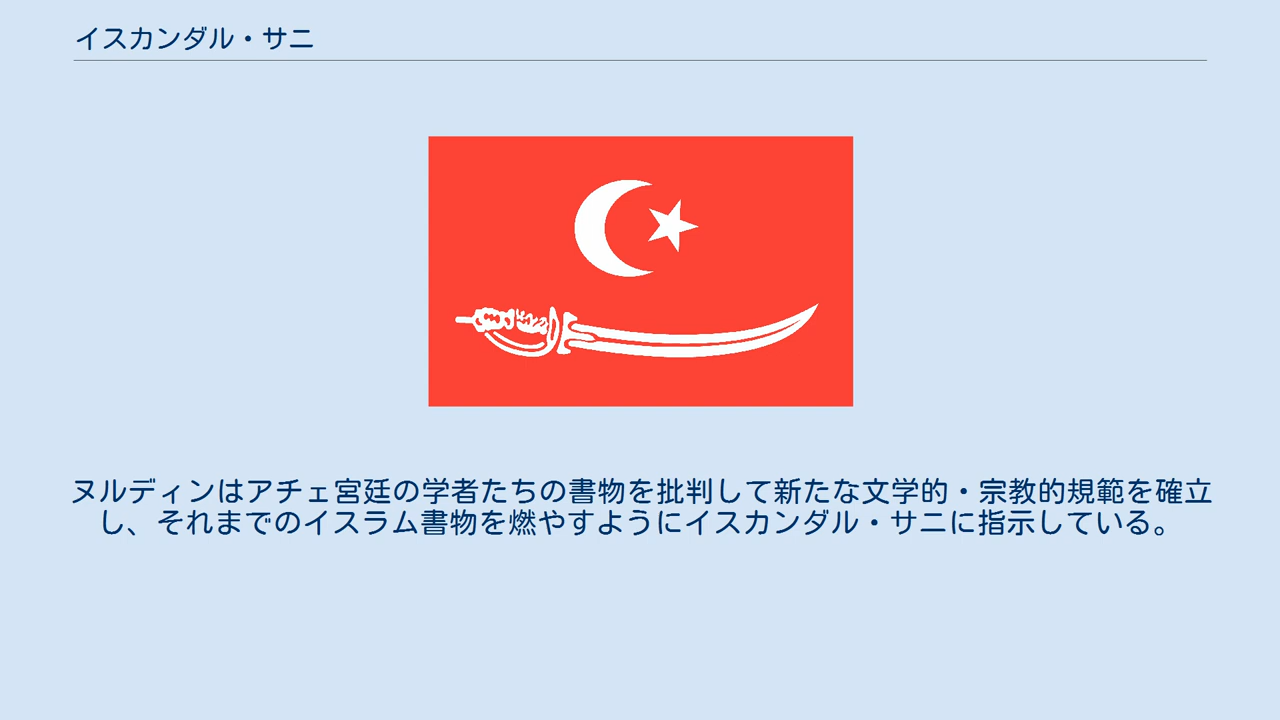 イスカンダル・サニ
ヌルディンはアチェ宮廷の学者たちの書物を批判して新たな文学的・宗教的規範を確立
し、それまでのイスラム書物を燃やすようにイスカンダル・サニに指示している。